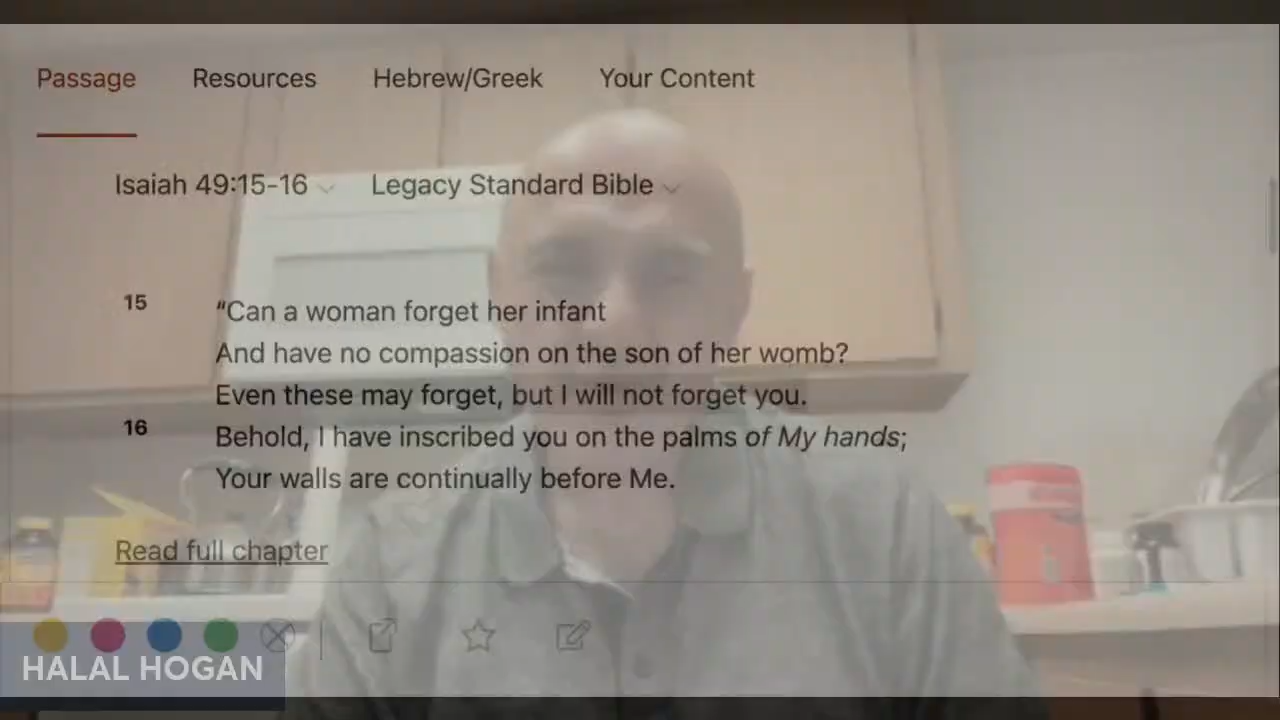 Passage Resources Hebrew/Greek Your Content
Isaiah 49:15-16 Legacy Standard Bible
15 “Can a woman forget her infant
And have no compassion on the son of her womb?
Even these may forget, but I will not forget you.
16 Behold, I have inscribed you on the palms of My hands;
Your walls are continually before Me.
Read full chapter
HALAL HOGAN